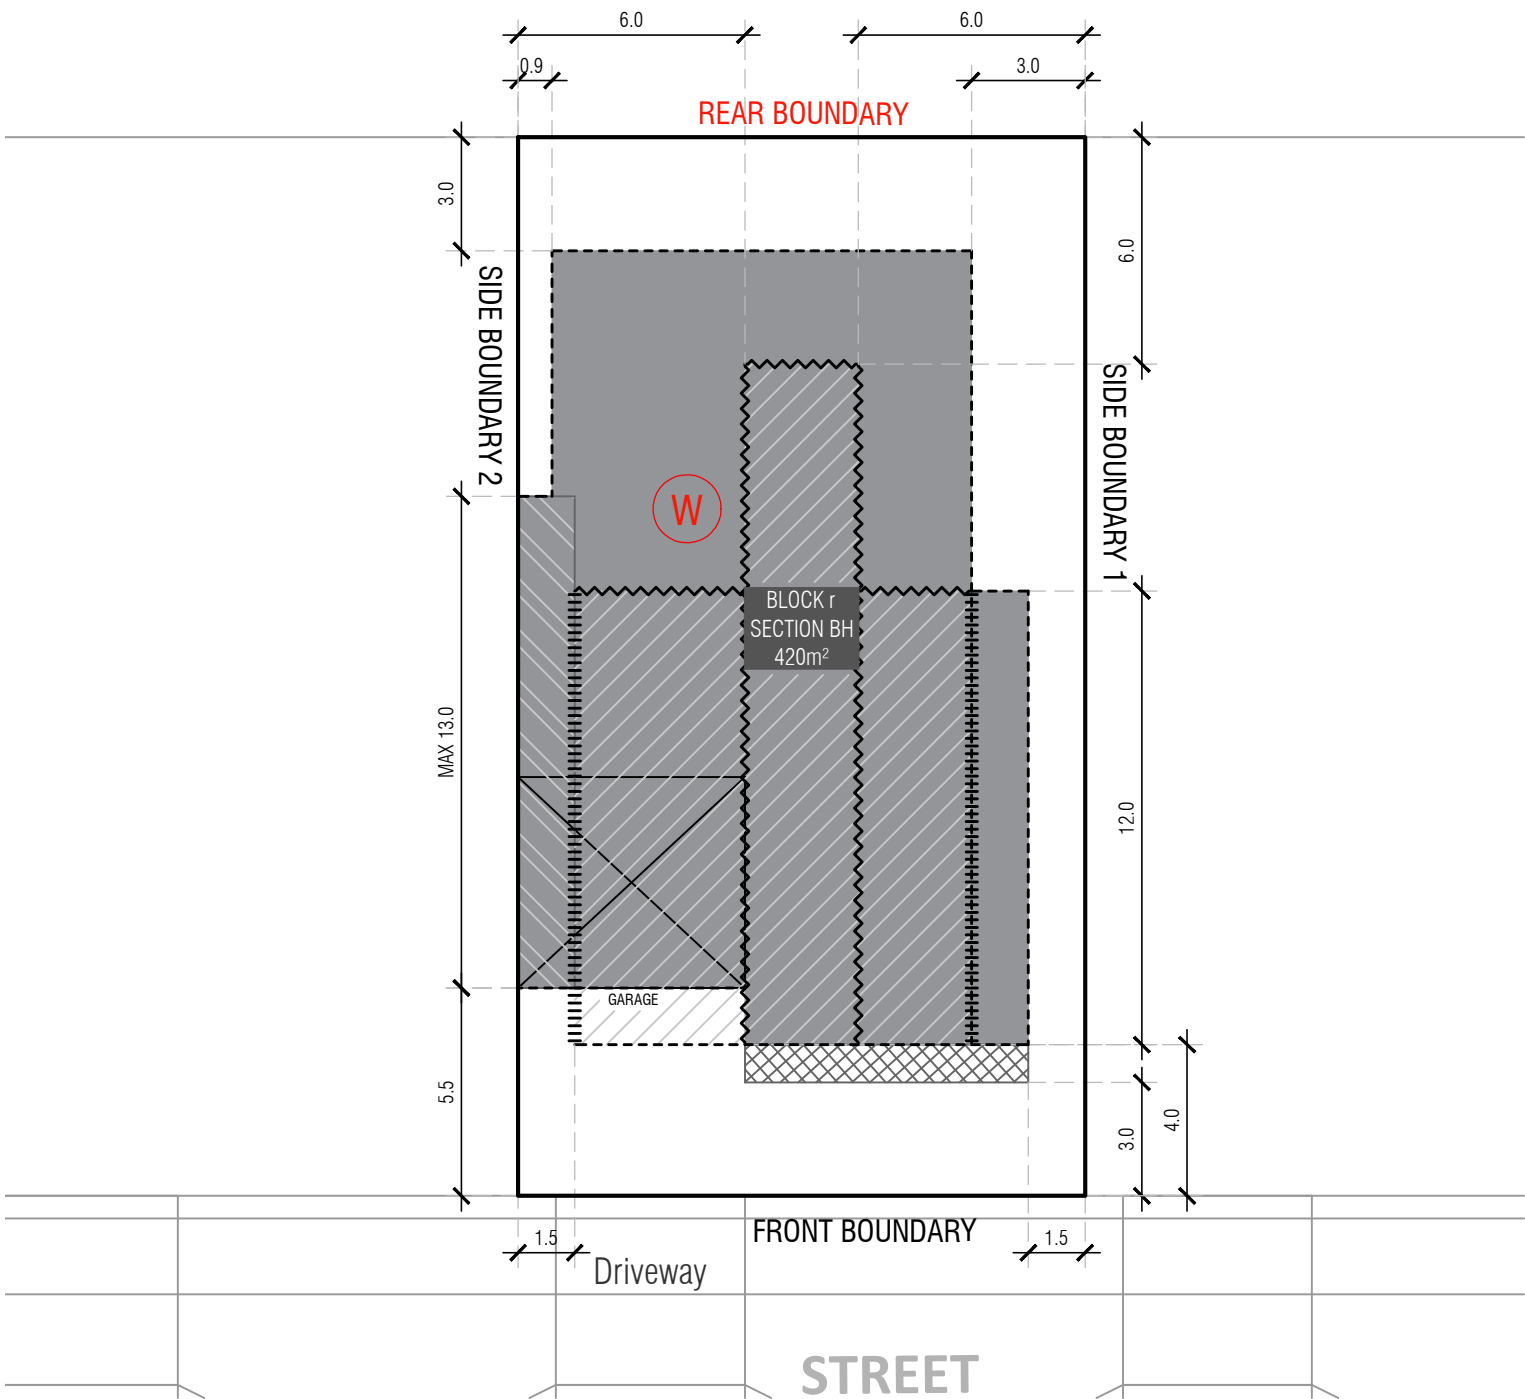 6.0
6.0
0.9
3.0
REAR BOUNDARY
3.0
6.0
SIDE BOUNDARY 2
SIDE BOUNDARY 1
W
BLOCK r
SECTION BH
420m²
MAX 13.0
12.0
GARAGE
5.5
3.0
4.0
1.5
FRONT BOUNDARY
1.5
Driveway
STREET